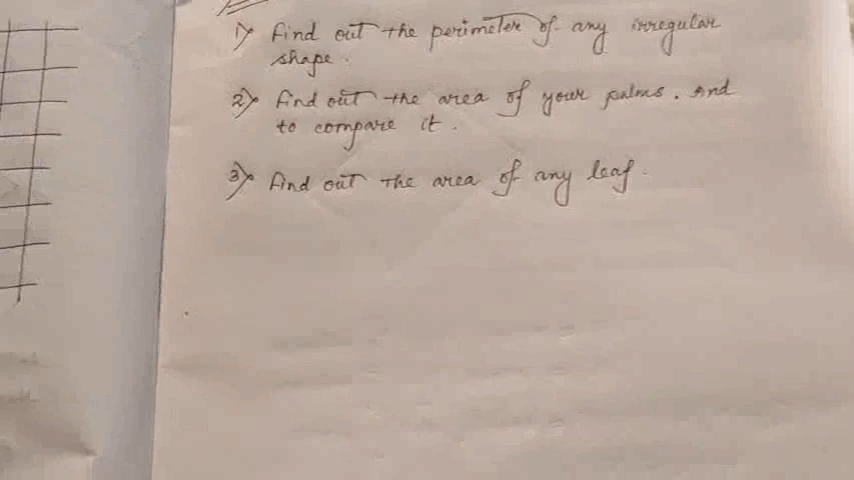 1) Find out the perimeter of any irregular
shape.
2) Find out the area of your palms. And
to compare it.
3) Find out the area of any leaf.